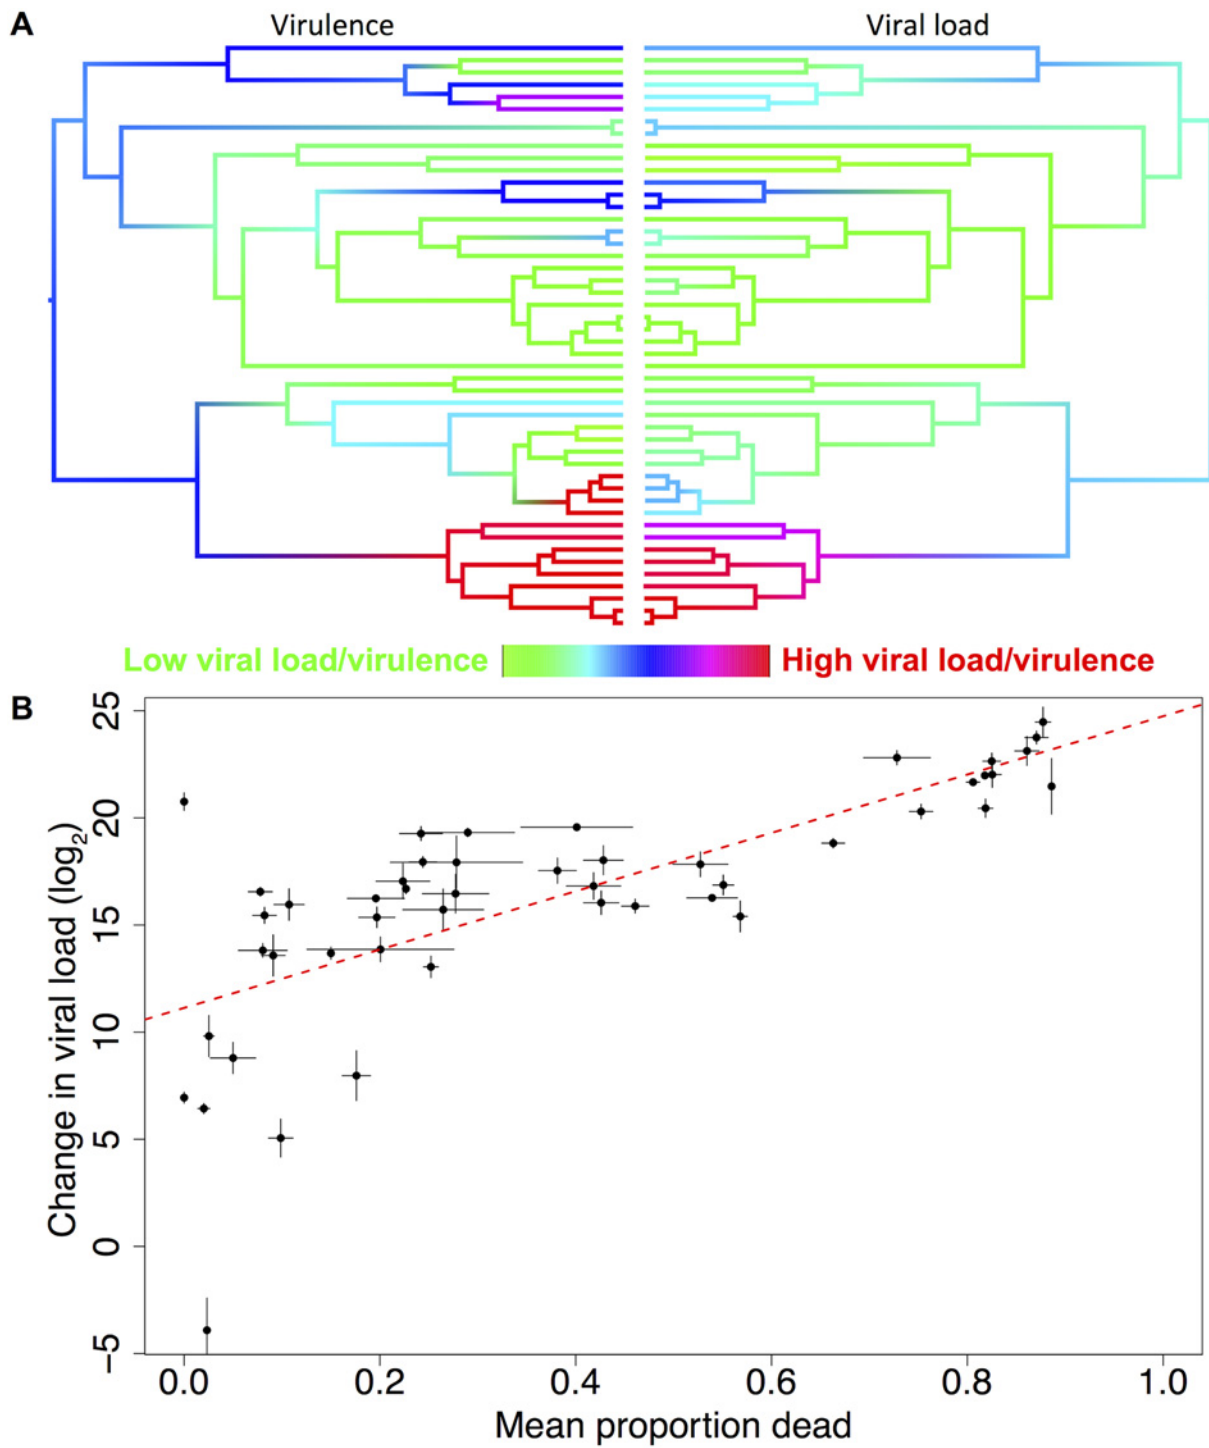 A
Virulence
Viral load
Low viral load/virulence
High viral load/virulence
B
25
20
15
10
5
0
−5
Change in viral load (log2)
0.0 0.2 0.4 0.6 0.8 1.0
Mean proportion dead